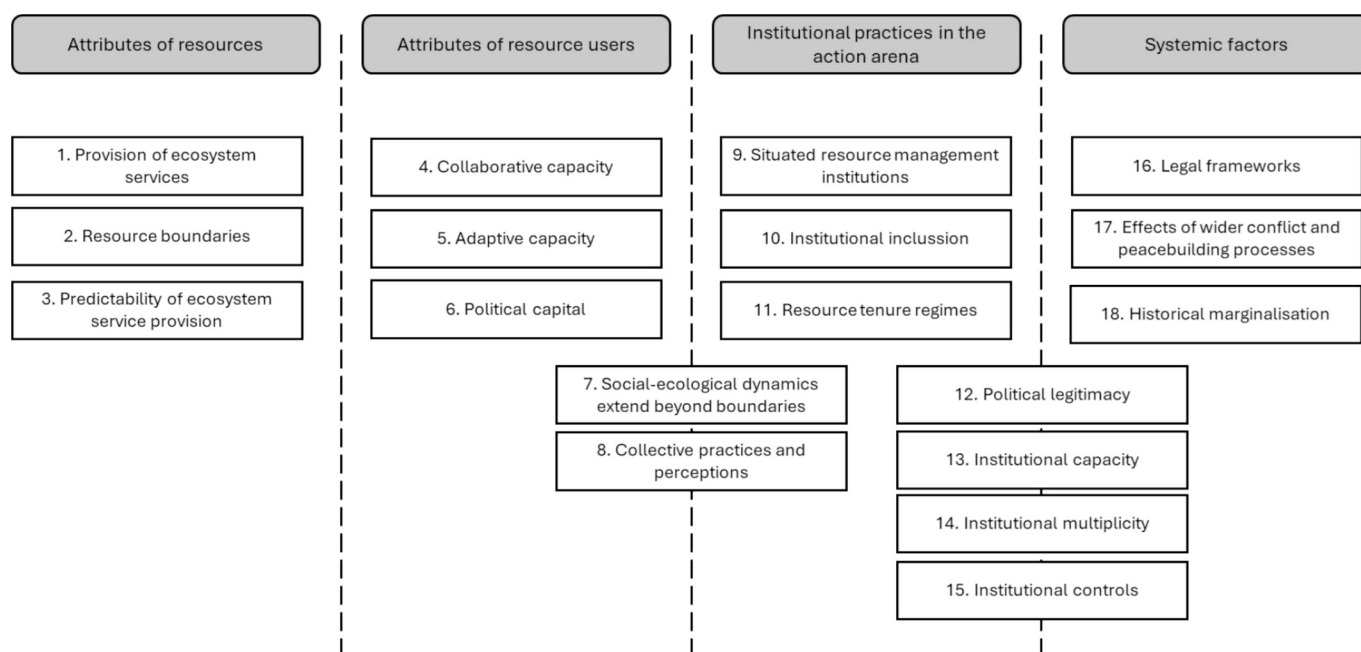 Attributes of resources
Attributes of resource users
Institutional practices in the
action arena
Systemic factors
1. Provision of ecosystem
services
2. Resource boundaries
3. Predictability of ecosystem
service provision
4. Collaborative capacity
5. Adaptive capacity
6. Political capital
7. Social-ecological dynamics
extend beyond boundaries
8. Collective practices and
perceptions
9. Situated resource management
institutions
10. Institutional inclussion
11. Resource tenure regimes
12. Political legitimacy
13. Institutional capacity
14. Institutional multiplicity
15. Institutional controls
16. Legal frameworks
17. Effects of wider conflict and
peacebuilding processes
18. Historical marginalisation